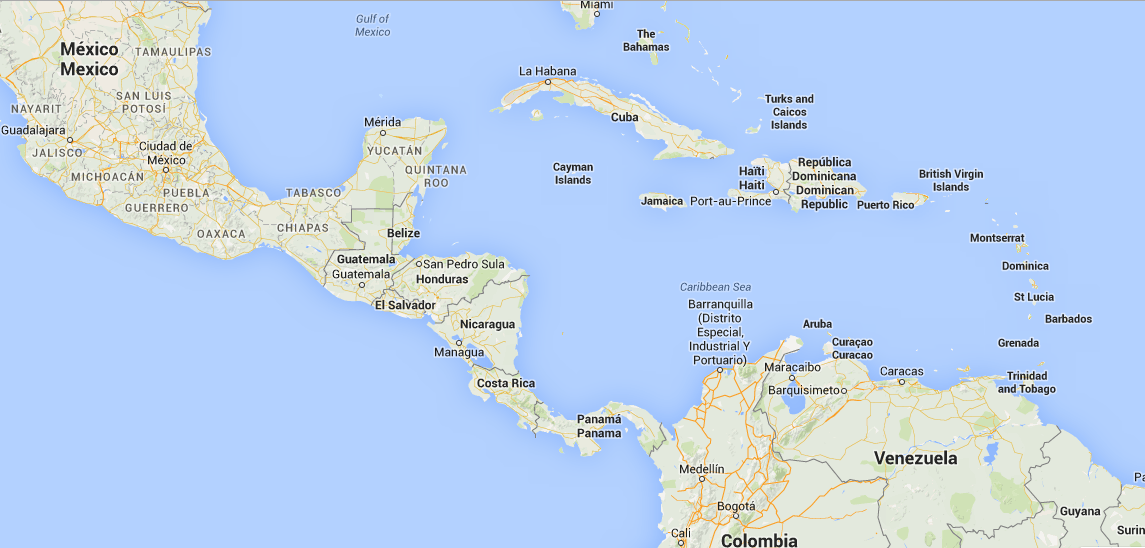 Miami
Gulf of
Mexico
The
Bahamas
México
Mexico
TAMAULIPAS
La Habana
SAN LUIS
POTOSÍ
NAYARIT
Turks and
Caicos
Islands
Cuba
Mérida
Guadalajara
JALISCO
Ciudad de
México
YUCATÁN
MICHOACÁN
QUINTANA
ROO
Cayman
Islands
Haïti
Haiti
República
Dominicana
Dominican
Republic
British Virgin
Islands
PUEBLA
TABASCO
GUERRERO
Jamaica
Port-au-Prince
Puerto Rico
OAXACA
CHIAPAS
Belize
Montserrat
Guatemala
Guatemala
San Pedro Sula
Honduras
Dominica
Caribbean Sea
El Salvador
St Lucia
Barranquilla
(Distrito
Especial,
Industrial Y
Portuario)
Nicaragua
Aruba
Barbados
Managua
Curaçao
Curacao
Grenada
Maracaibo
Caracas
Costa Rica
Barquisimeto
Trinidad
and Tobago
Panamá
Panama
Venezuela
Medellín
Pa
Bogotá
Guyana
Cali
Colombia
Surin